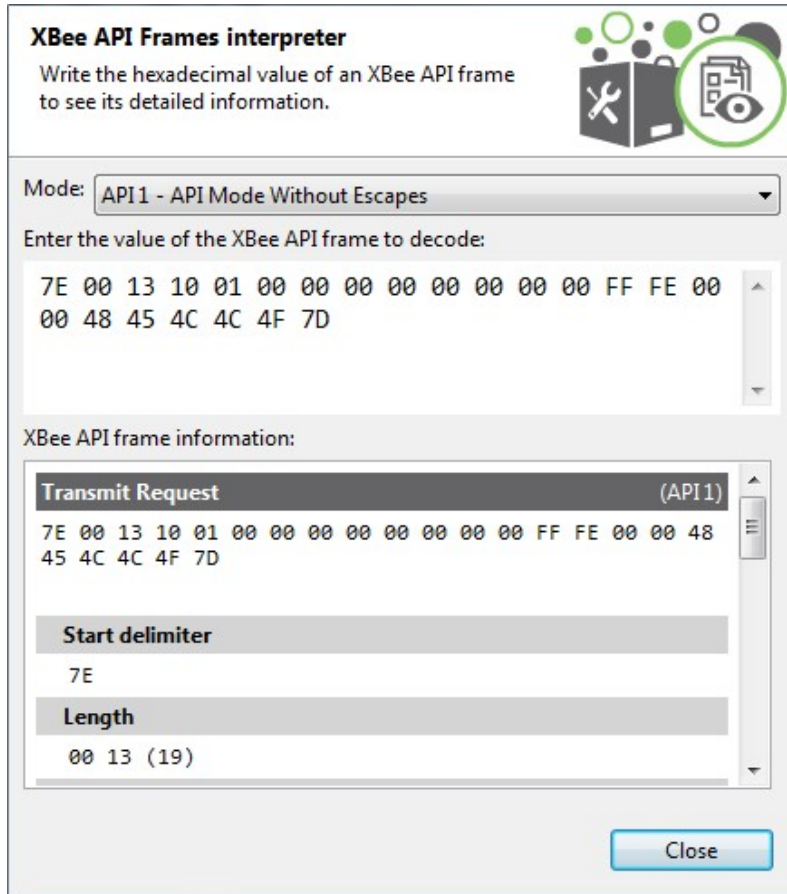 XBee API Frames interpreter
Write the hexadecimal value of an XBee API frame
to see its detailed information.
Mode: API 1 - API Mode Without Escapes
Enter the value of the XBee API frame to decode:
7E 00 13 10 01 00 00 00 00 00 00 00 00 FF FE 00
00 48 45 4C 4C 4F 7D
XBee API frame information:
Transmit Request (API 1)
7E 00 13 10 01 00 00 00 00 00 00 00 00 FF FE 00 00 48
45 4C 4C 4F 7D
Start delimiter
7E
Length
00 13 (19)
Close